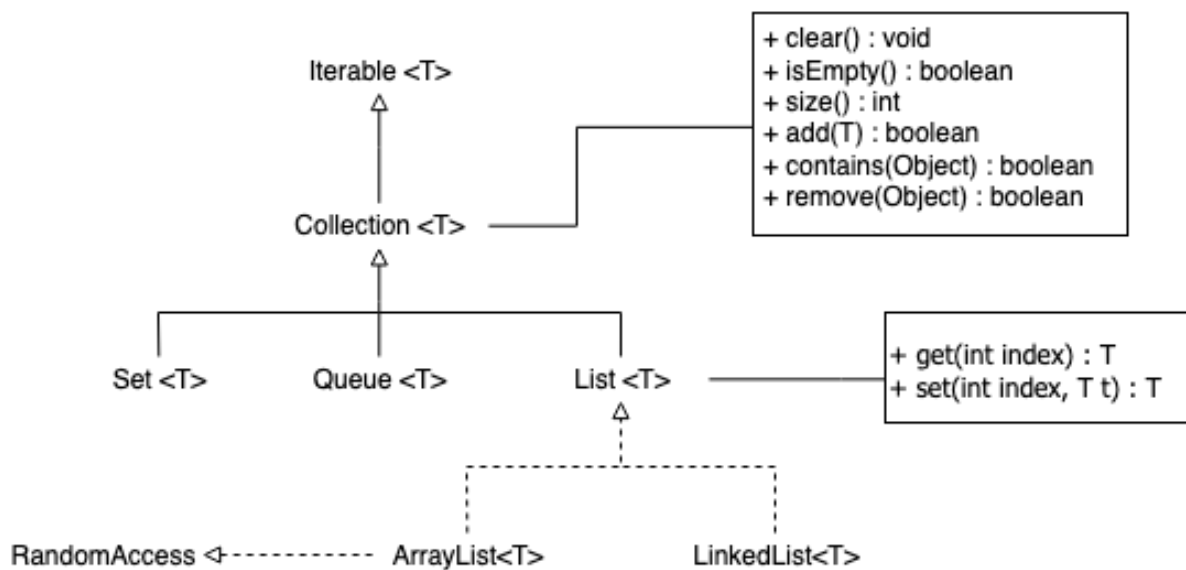 Iterable <T>
+ clear() : void
+ isEmpty() : boolean
+ size() : int
+ add(T) : boolean
+ contains(Object) : boolean
+ remove(Object) : boolean
Collection <T>
Set <T>
Queue <T>
List <T>
+ get(int index) : T
+ set(int index, T t) : T
RandomAccess
ArrayList<T>
LinkedList<T>